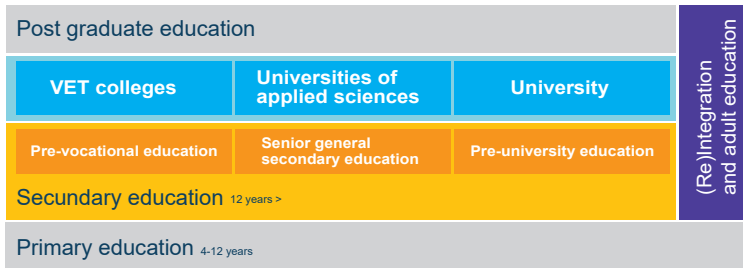 Post graduate education
VET colleges
Universities of
applied sciences
University
Pre-vocational education
Senior general
secondary education
Pre-university education
Secundary education 12 years >
Primary education 4-12 years
(Re)Integration
and adult education